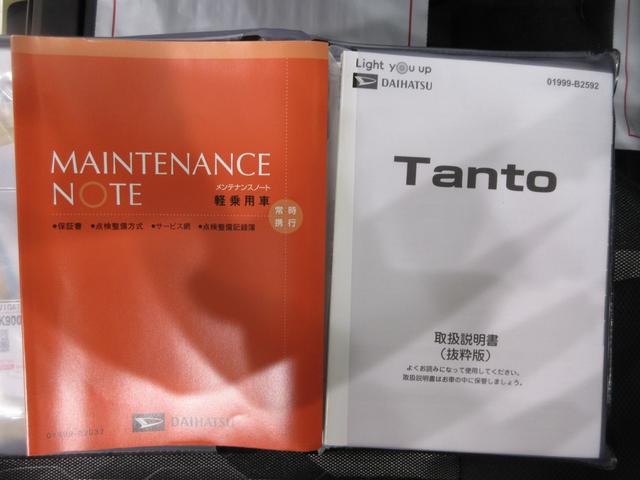 MAINTENANCE
NOTE
メンテナンスノート
軽乗用車
常時
携行
●保証書 ●点検整備方式 ●サービス網 ●点検整備記録簿
DAIHATSU
Light you up
DAIHATSU
01999-B2592
Tanto
取扱説明書
(抜粋版)
よくお読みになって使用してください。
取扱説明書はお車の中に保管しましょう。